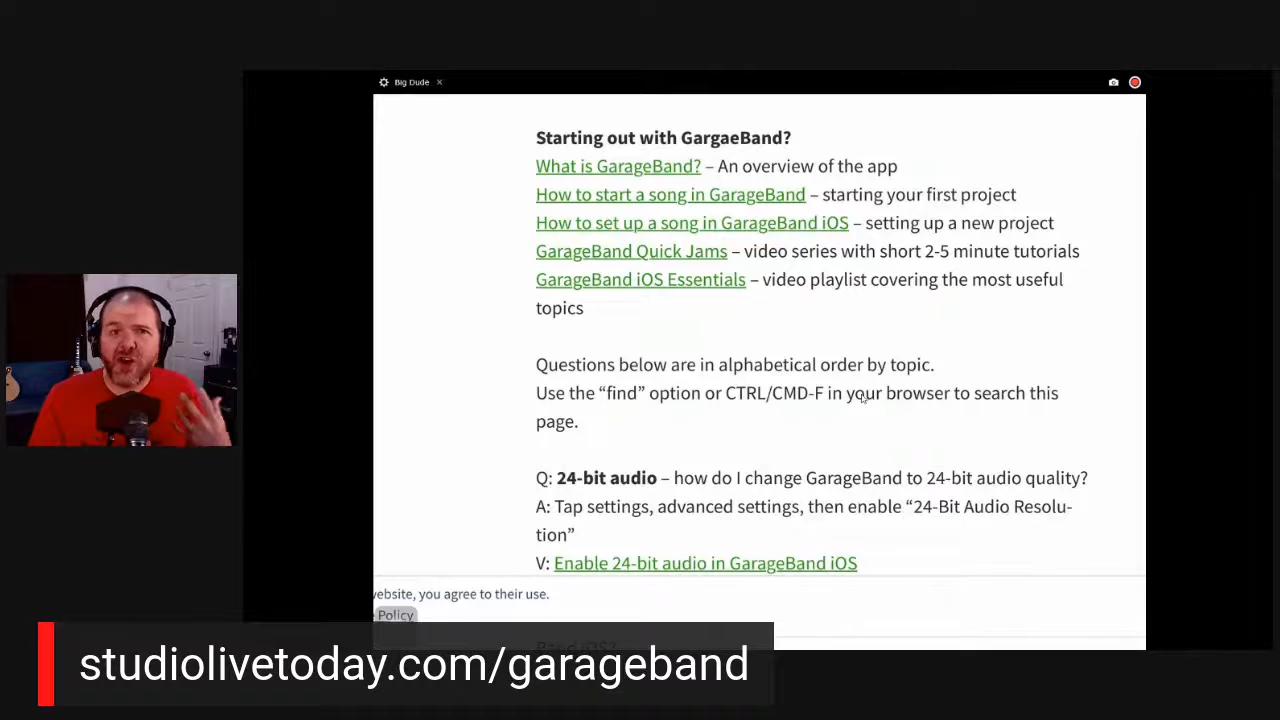 Big Dude
Starting out with GargaeBand?
What is GarageBand? – An overview of the app
How to start a song in GarageBand – starting your first project
How to set up a song in GarageBand iOS – setting up a new project
GarageBand Quick Jams – video series with short 2-5 minute tutorials
GarageBand iOS Essentials – video playlist covering the most useful
topics
Questions below are in alphabetical order by topic.
Use the “find” option or CTRL/CMD-F in your browser to search this
page.
Q: 24-bit audio – how do I change GarageBand to 24-bit audio quality?
A: Tap settings, advanced settings, then enable “24-Bit Audio Resolu-
tion”
V: Enable 24-bit audio in GarageBand iOS
website, you agree to their use.
Policy
studiolivetoday.com/garageband